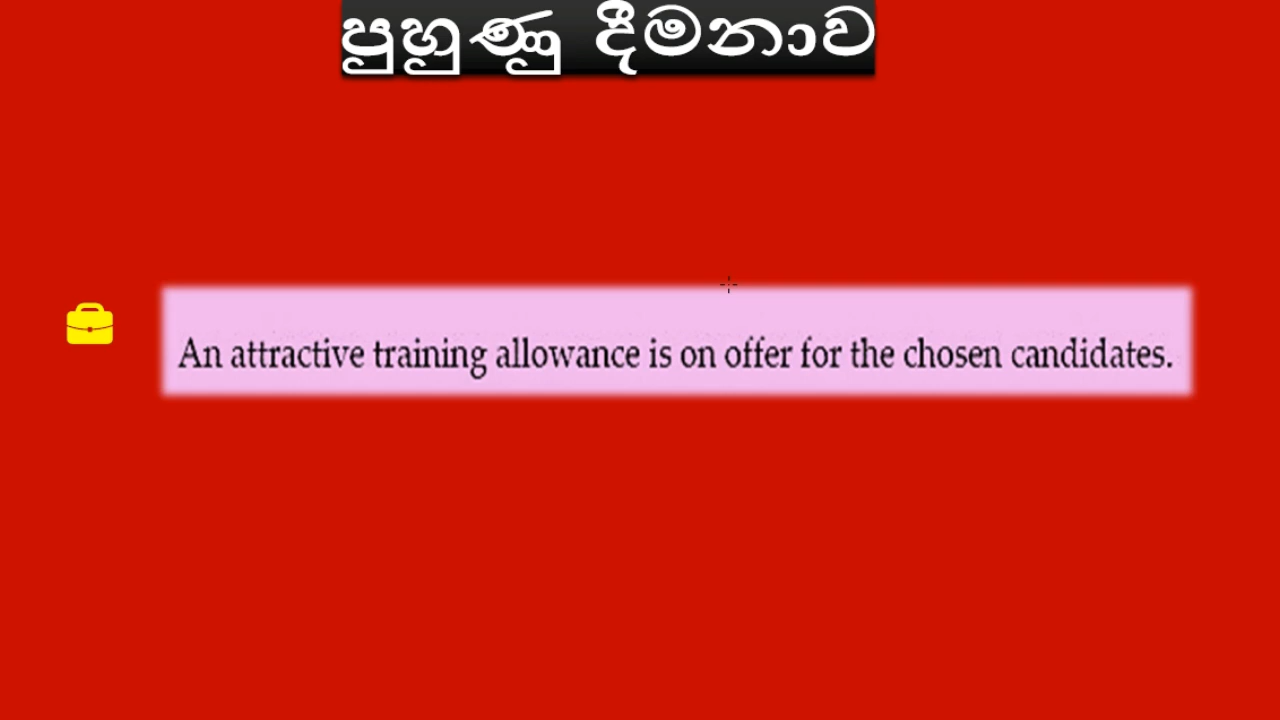 පුහුණු දීමනාව
An attractive training allowance is on offer for the chosen candidates.